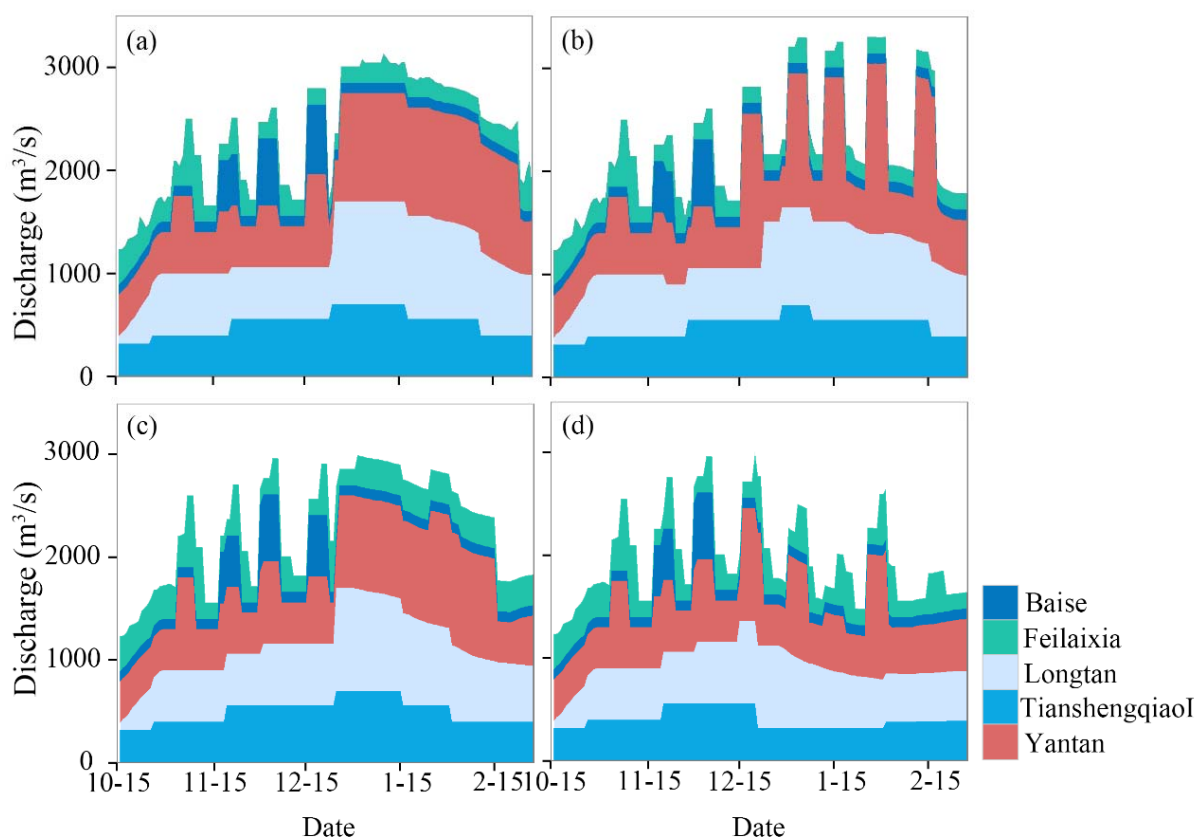 (a)
(b)
3000
2000
1000
0
Discharge (m³/s)
(c)
(d)
3000
2000
1000
0
Discharge (m³/s)
10-15 11-15 12-15 1-15 2-15 10-15 11-15 12-15 1-15 2-15
Date Date
Baise
Feilaixia
Longtan
TianshengqiaoI
Yantan